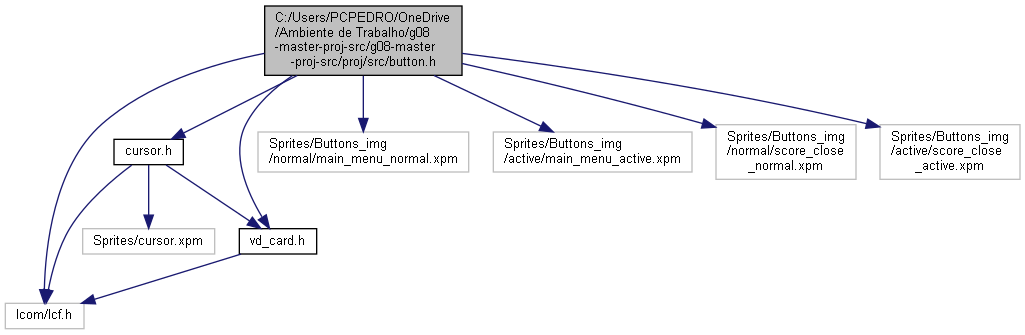 C:/Users/PCPEDRO/OneDrive
/Ambiente de Trabalho/g08
-master-proj-src/g08-master
-proj-src/proj/src/button.h
cursor.h
Sprites/Buttons_img
/normal/main_menu_normal.xpm
Sprites/Buttons_img
/active/main_menu_active.xpm
Sprites/Buttons_img
/normal/score_close
_normal.xpm
Sprites/Buttons_img
/active/score_close
_active.xpm
Sprites/cursor.xpm
vd_card.h
lcom/lcf.h